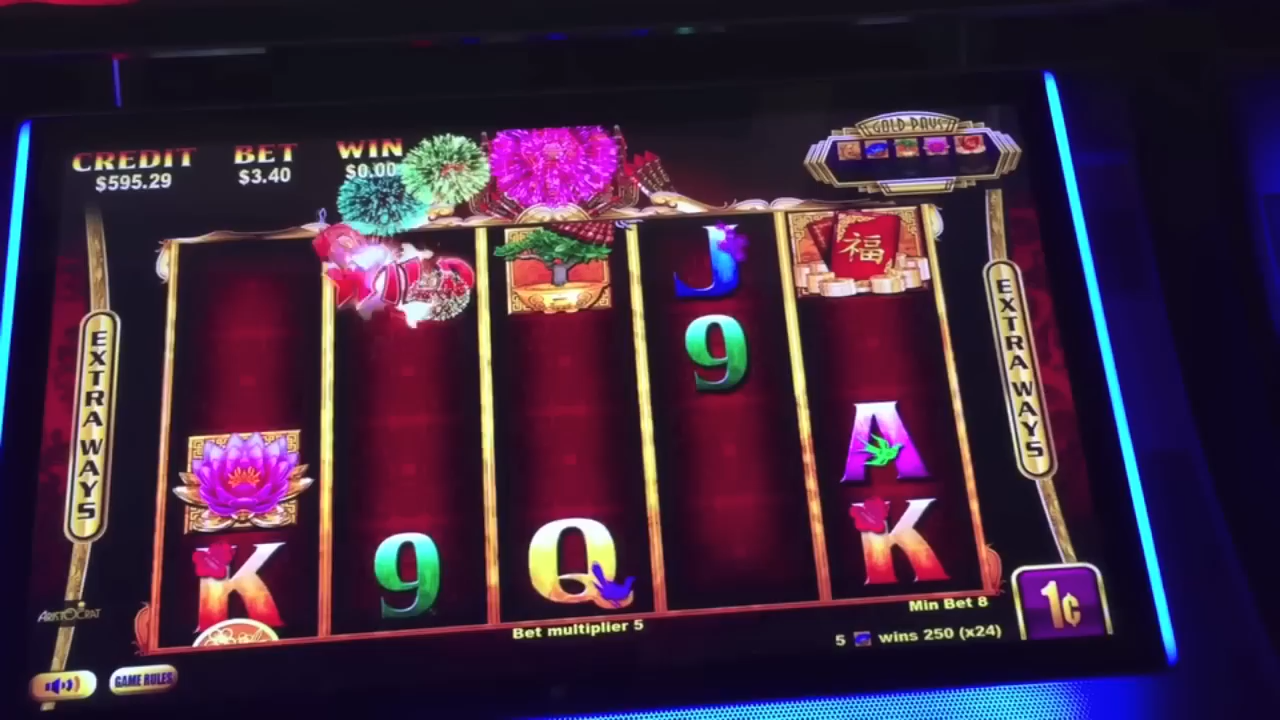 CREDIT
$595.29
BET
$3.40
WIN
$0.00
GOLD PAYS
EXTRA WAYS
EXTRA WAYS
J
福
9
A
K
9
Q
K
ARISTOCRAT
Bet multiplier 5
Min Bet 8
5 wins 250 (x24)
1¢
GAME RULES